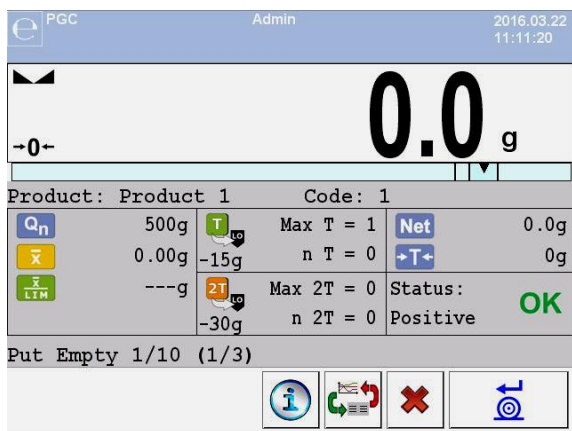 e PGC Admin 2016.03.22
11:11:20
0.0 g
→0←
Product: Product 1 Code: 1
Qn 500g T LO Max T = 1 Net 0.0g
x̄ 0.00g -15g n T = 0 →T← 0g
x̄ LIM ---g 2T LO Max 2T = 0 Status: OK
-30g n 2T = 0 Positive
Put Empty 1/10 (1/3)
i